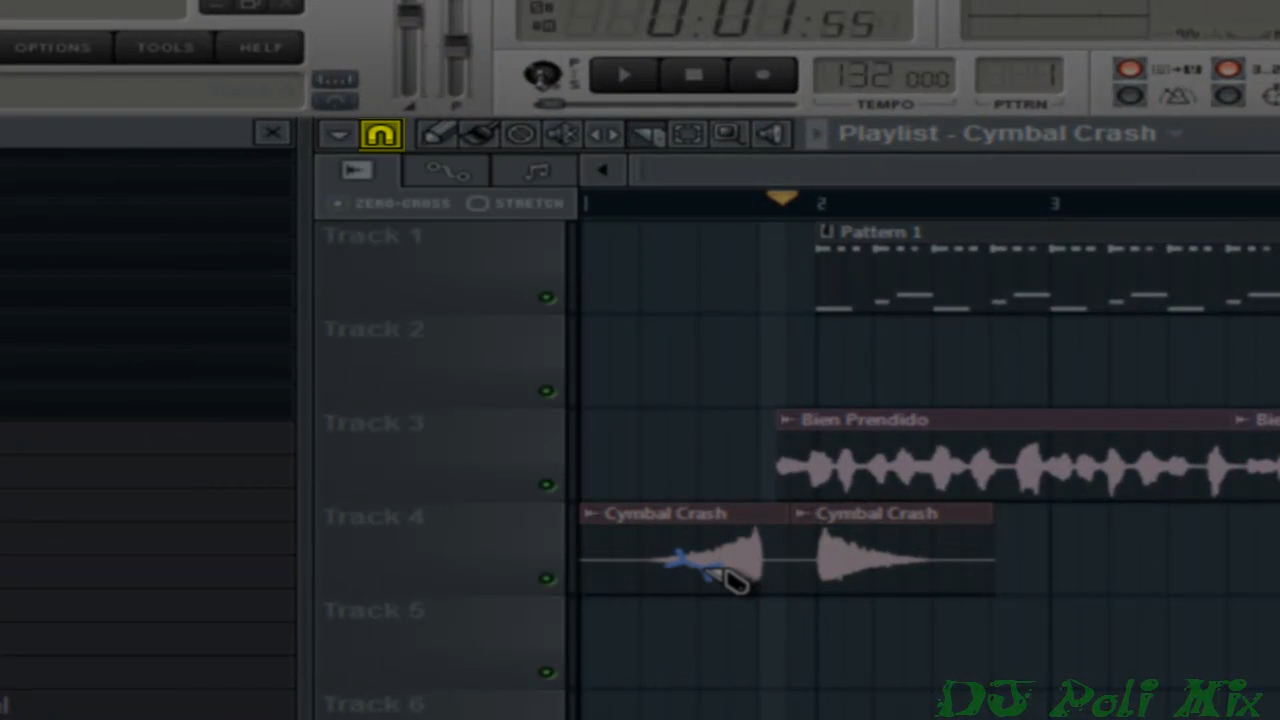 0:01:55
OPTIONS TOOLS HELP
132 000 1
TEMPO PTTRN
Playlist - Cymbal Crash
ZERO-CROSS STRETCH 2 3
Track 1 Pattern 1
Track 2
Track 3 Bien Prendido
Track 4 Cymbal Crash Cymbal Crash
Track 5
Track 6
DJ Poli Mix